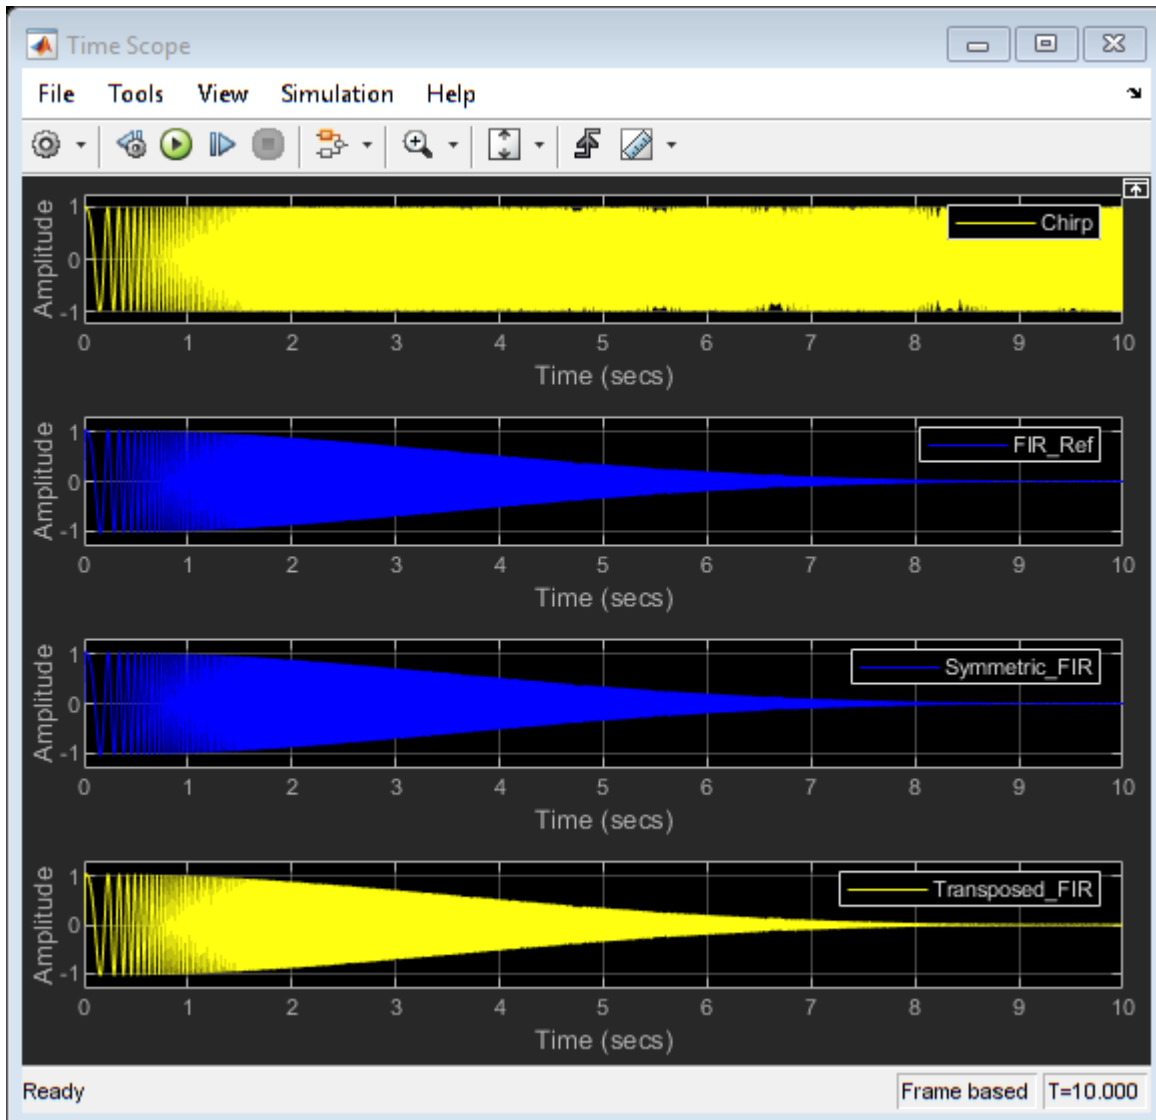 Time Scope
File Tools View Simulation Help
Chirp
Amplitude
1
0
-1
0 1 2 3 4 5 6 7 8 9 10
Time (secs)
FIR_Ref
Amplitude
1
0
-1
0 1 2 3 4 5 6 7 8 9 10
Time (secs)
Symmetric_FIR
Amplitude
1
0
-1
0 1 2 3 4 5 6 7 8 9 10
Time (secs)
Transposed_FIR
Amplitude
1
0
-1
0 1 2 3 4 5 6 7 8 9 10
Time (secs)
Ready Frame based T=10.000